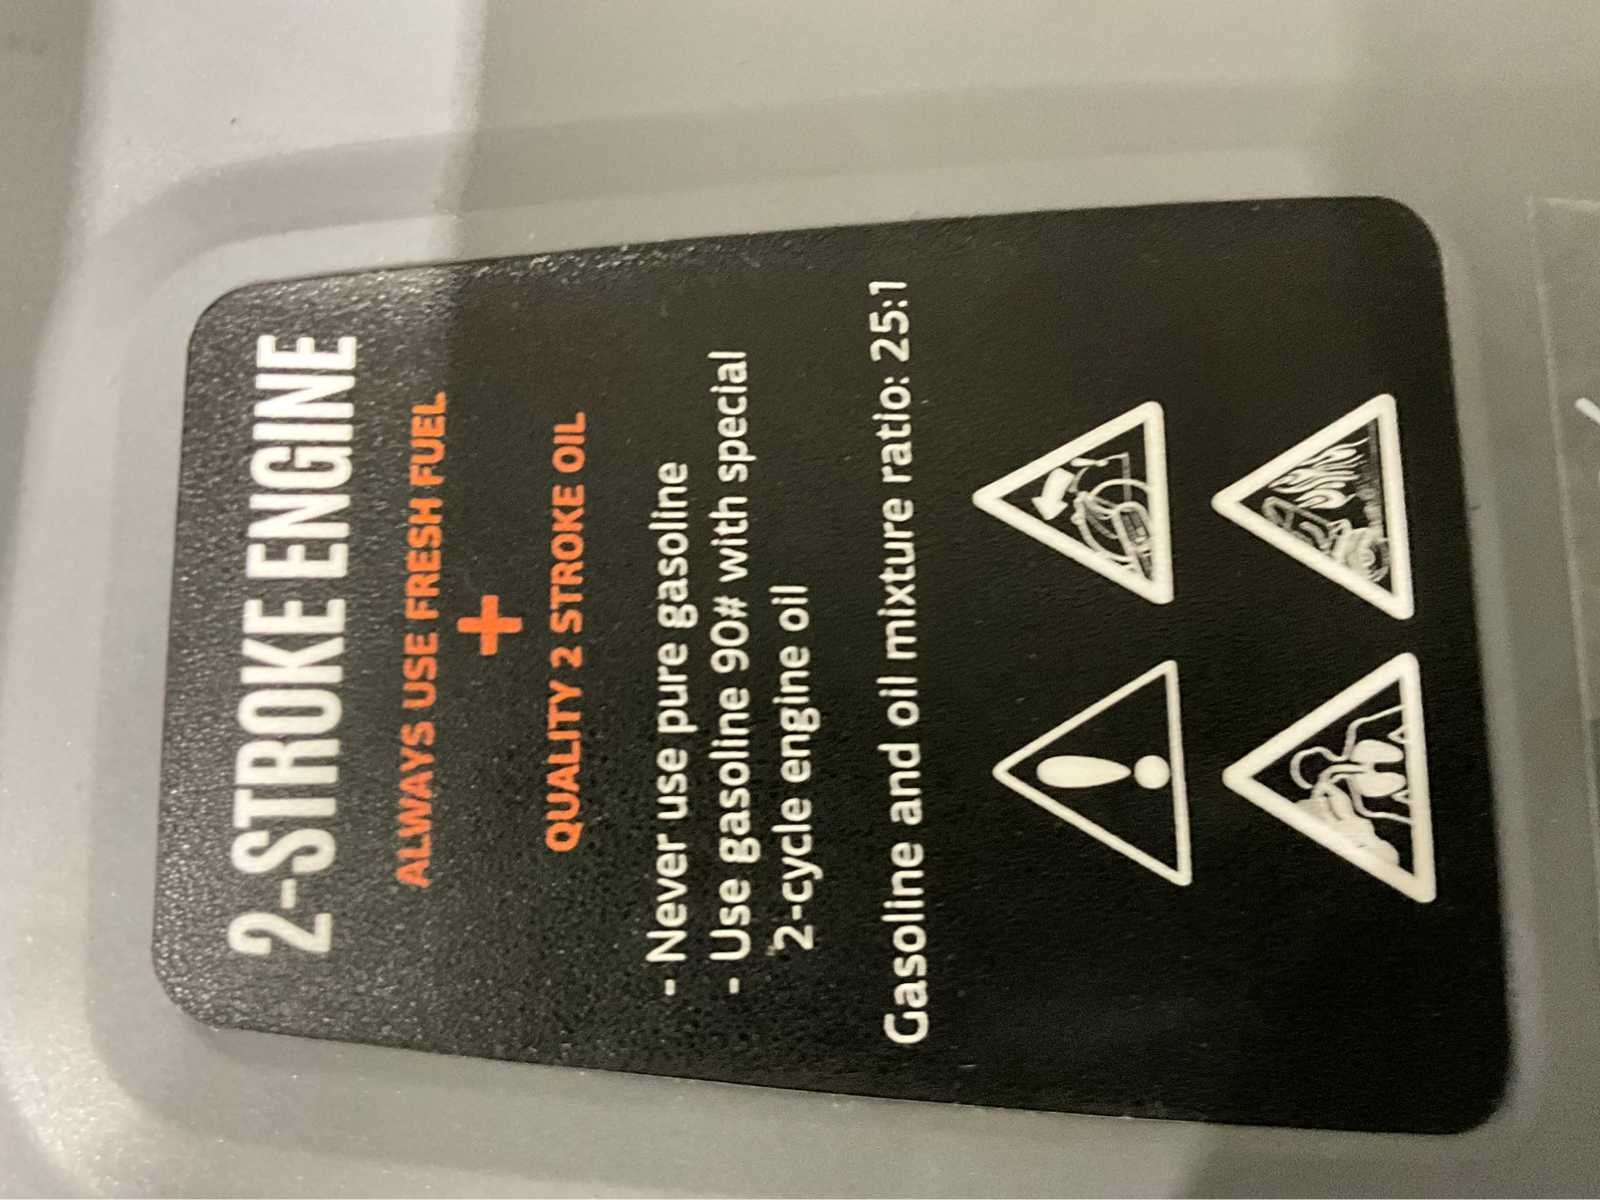 2-STROKE ENGINE
ALWAYS USE FRESH FUEL
+
QUALITY 2 STROKE OIL
- Never use pure gasoline
- Use gasoline 90# with special
2-cycle engine oil
Gasoline and oil mixture ratio: 25:1